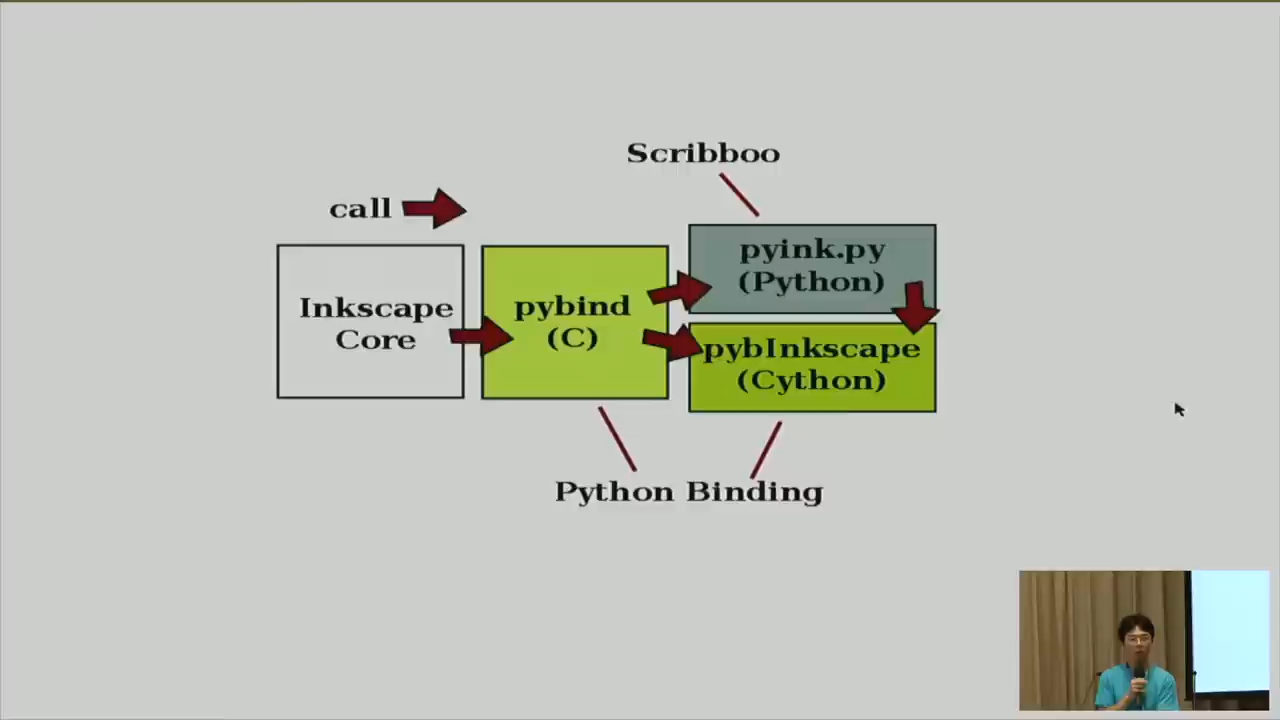 Scribboo
call
Inkscape
Core
pybind
(C)
pyink.py
(Python)
pybInkscape
(Cython)
Python Binding